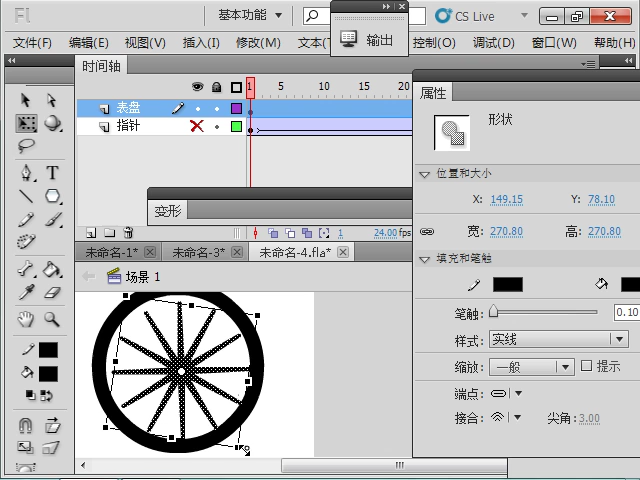 Fl 基本功能 CS Live
文件(F) 编辑(E) 视图(V) 插入(I) 修改(M) 文本(T 输出 控制(O) 调试(D) 窗口(W) 帮助(H)
时间轴
1 5 10 20
表盘
指针
变形
1 24.00 fps
未命名-1* 未命名-3* 未命名-4.fla*
场景 1
属性
形状
位置和大小
X: 149.15 Y: 78.10
宽: 270.80 高: 270.80
填充和笔触
笔触: 0.10
样式: 实线
缩放: 一般 提示
端点:
接合: 尖角: 3.00